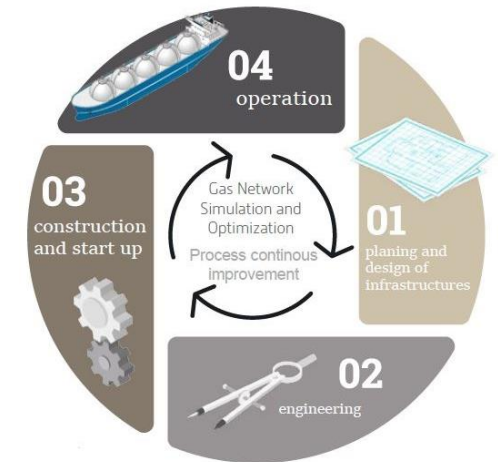 04
operation
03
construction
and start up
Gas Network
Simulation and
Optimization
Process continous
improvement
01
planing and
design of
infrastructures
02
engineering